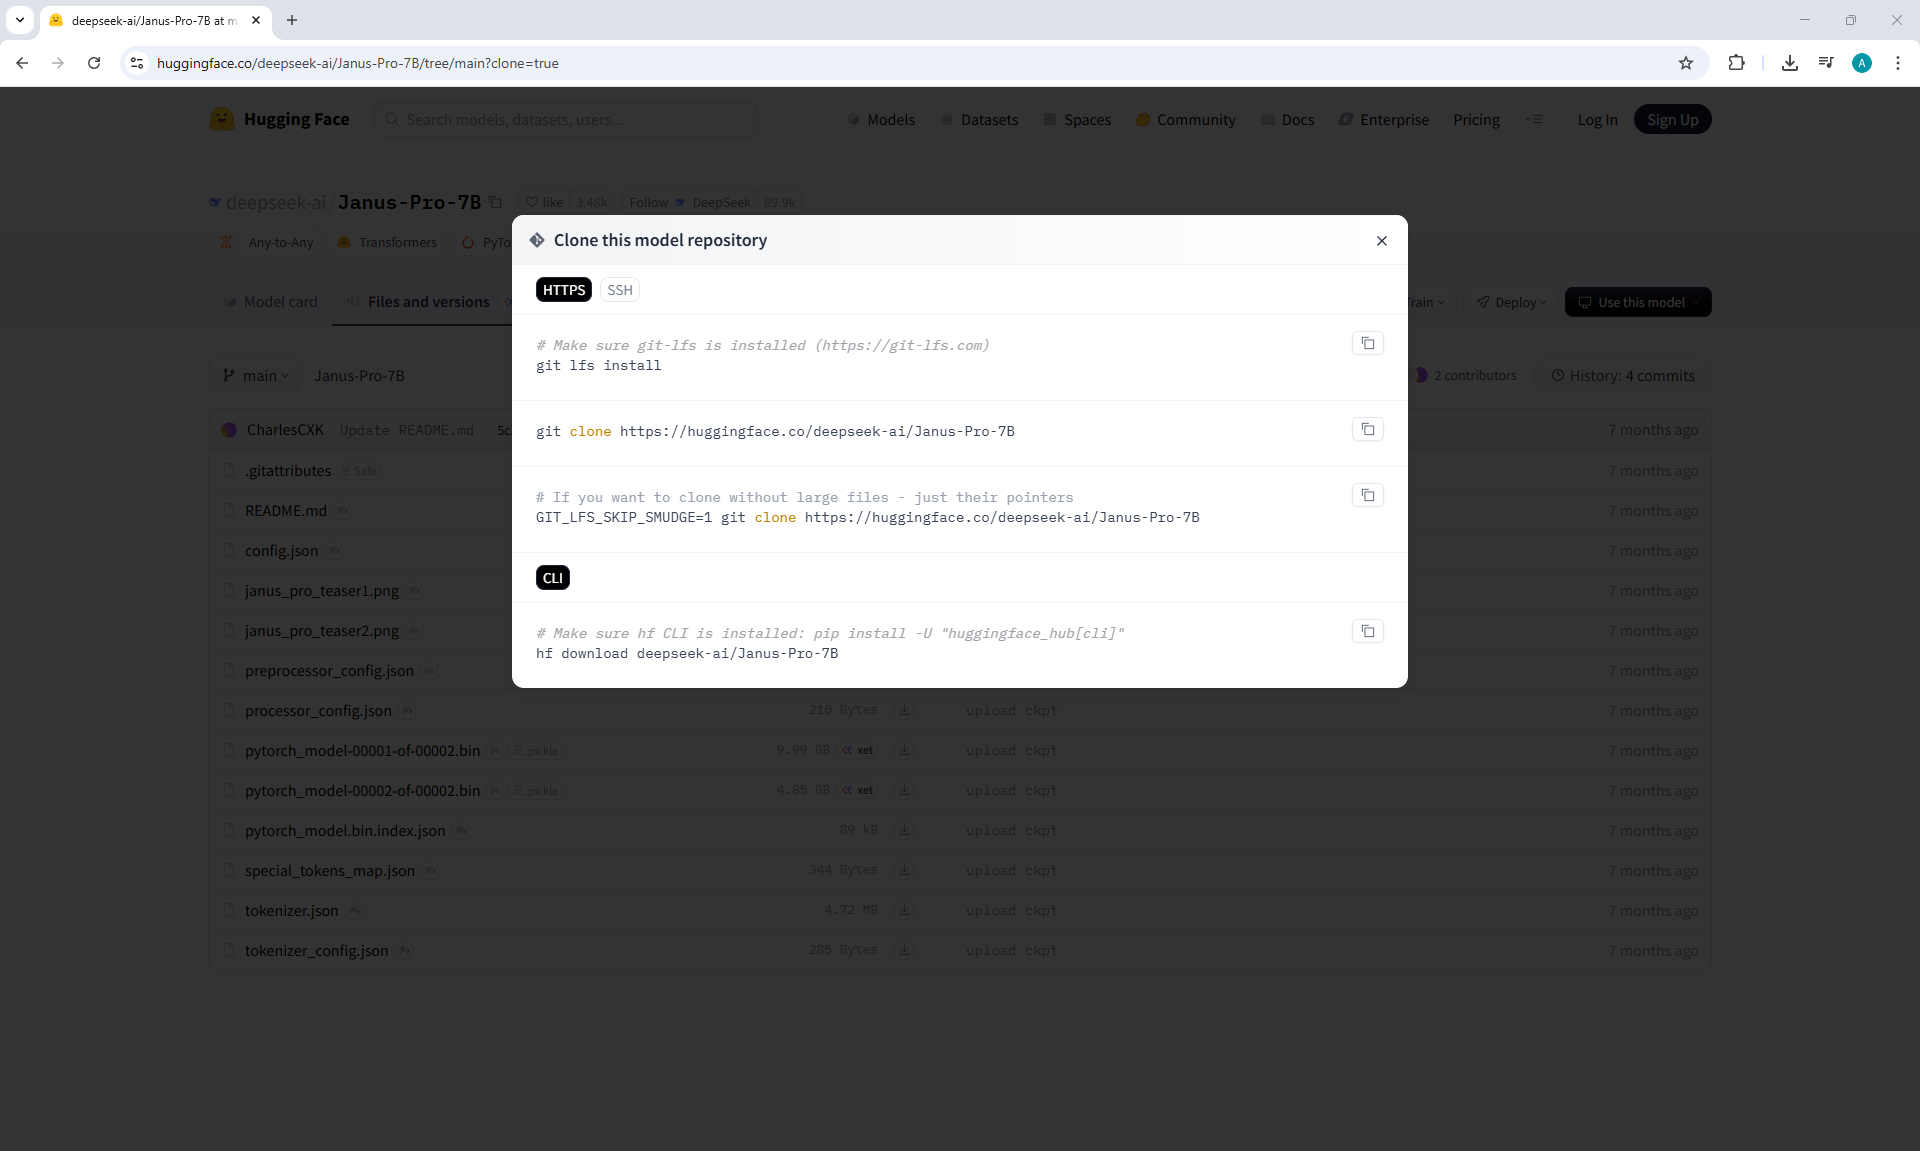 deepseek-ai/Janus-Pro-7B at m
huggingface.co/deepseek-ai/Janus-Pro-7B/tree/main?clone=true
A
Hugging Face
Search models, datasets, users...
Models
Datasets
Spaces
Community
Docs
Enterprise
Pricing
Log In
Sign Up
deepseek-ai/Janus-Pro-7B
like 3.48k
Follow DeepSeek 89.9k
Any-to-Any
Transformers
PyTo
Model card
Files and versions
Train
Deploy
Use this model
Clone this model repository
HTTPS
SSH
# Make sure git-lfs is installed (https://git-lfs.com)
git lfs install
git clone https://huggingface.co/deepseek-ai/Janus-Pro-7B
# If you want to clone without large files - just their pointers
GIT_LFS_SKIP_SMUDGE=1 git clone https://huggingface.co/deepseek-ai/Janus-Pro-7B
CLI
# Make sure hf CLI is installed: pip install -U "huggingface_hub[cli]"
hf download deepseek-ai/Janus-Pro-7B
main
Janus-Pro-7B
2 contributors
History: 4 commits
CharlesCXK Update README.md 5c 7 months ago
.gitattributes Safe 7 months ago
README.md 7 months ago
config.json 7 months ago
janus_pro_teaser1.png 7 months ago
janus_pro_teaser2.png 7 months ago
preprocessor_config.json 7 months ago
processor_config.json 210 Bytes upload ckpt 7 months ago
pytorch_model-00001-of-00002.bin pickle 9.99 GB xet upload ckpt 7 months ago
pytorch_model-00002-of-00002.bin pickle 4.85 GB xet upload ckpt 7 months ago
pytorch_model.bin.index.json 89 kB upload ckpt 7 months ago
special_tokens_map.json 344 Bytes upload ckpt 7 months ago
tokenizer.json 4.72 MB upload ckpt 7 months ago
tokenizer_config.json 285 Bytes upload ckpt 7 months ago